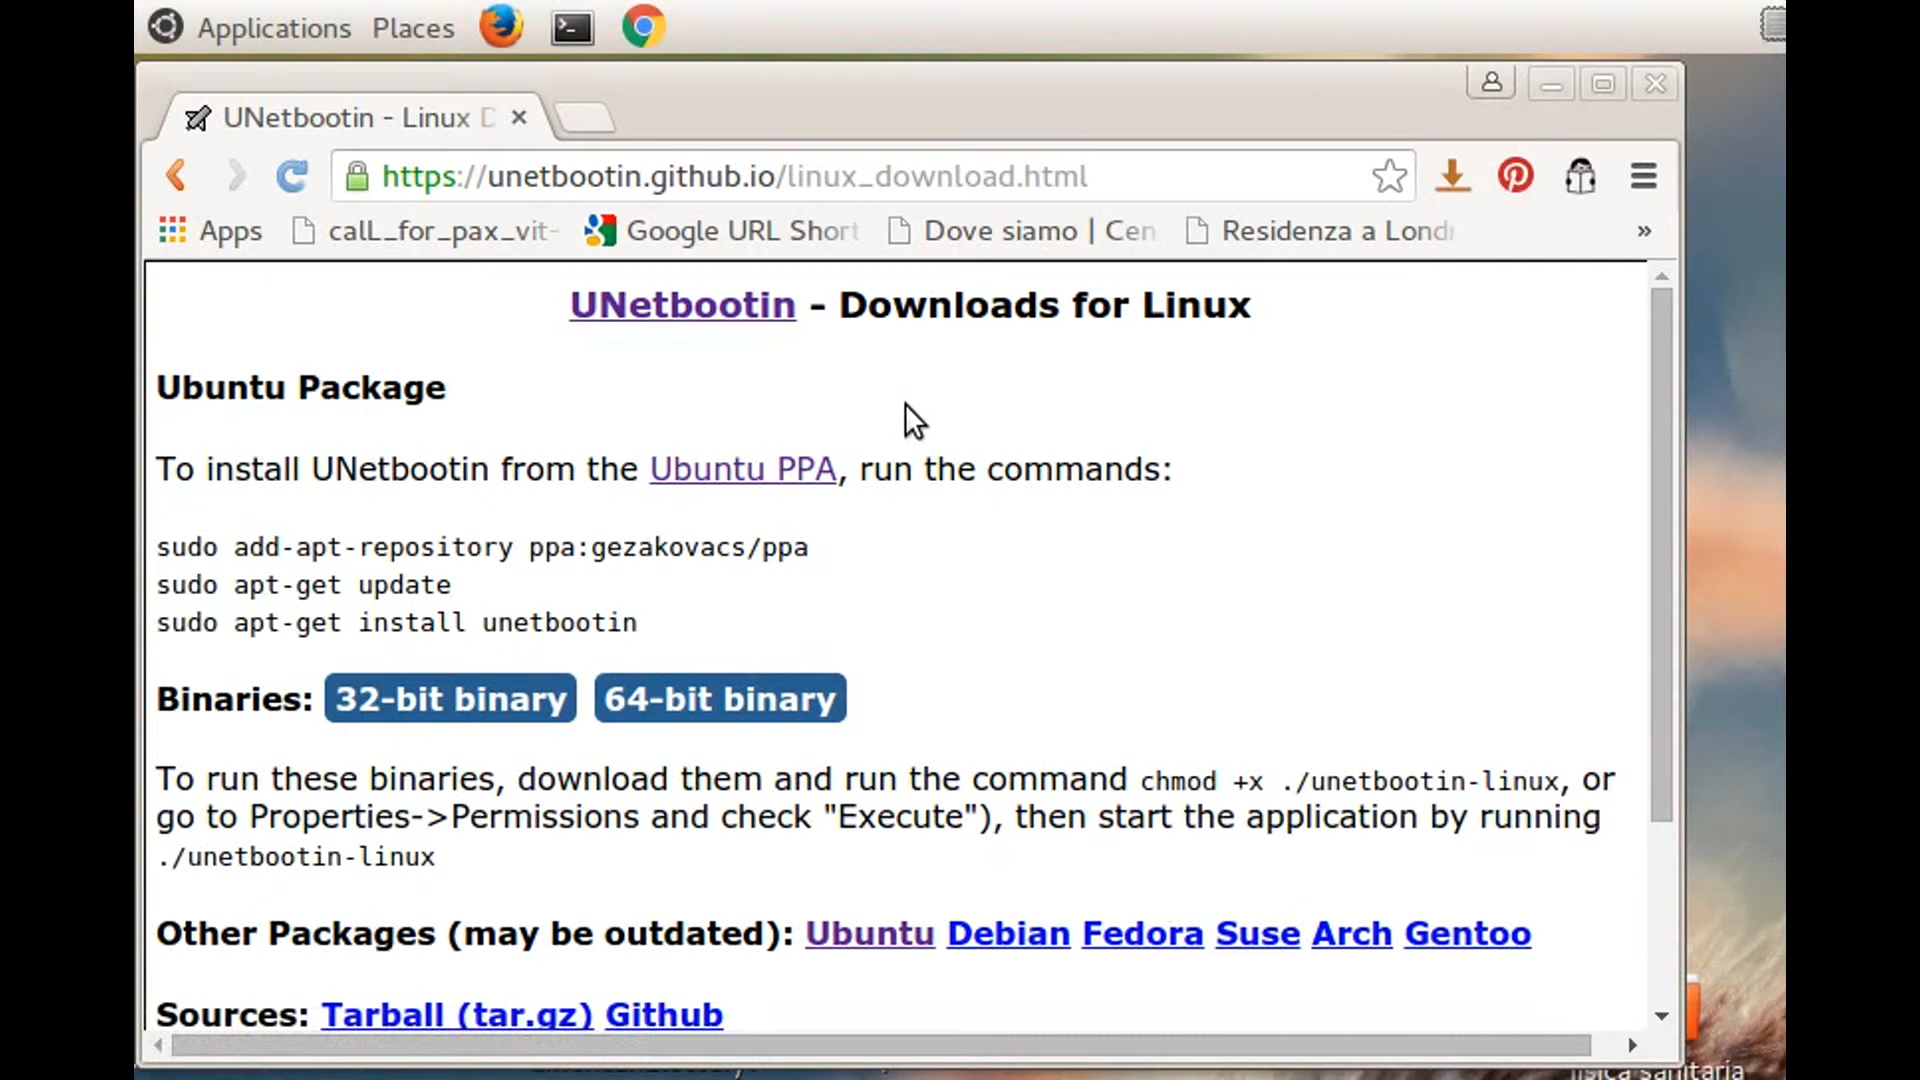 Applications Places
UNetbootin - Linux D
https://unetbootin.github.io/linux_download.html
Apps calL_for_pax_vit- Google URL Short Dove siamo | Cen Residenza a Lond »
UNetbootin - Downloads for Linux
Ubuntu Package
To install UNetbootin from the Ubuntu PPA, run the commands:
sudo add-apt-repository ppa:gezakovacs/ppa
sudo apt-get update
sudo apt-get install unetbootin
Binaries: 32-bit binary 64-bit binary
To run these binaries, download them and run the command chmod +x ./unetbootin-linux, or
go to Properties->Permissions and check "Execute"), then start the application by running
./unetbootin-linux
Other Packages (may be outdated): Ubuntu Debian Fedora Suse Arch Gentoo
Sources: Tarball (tar.gz) Github
fisica sanitaria